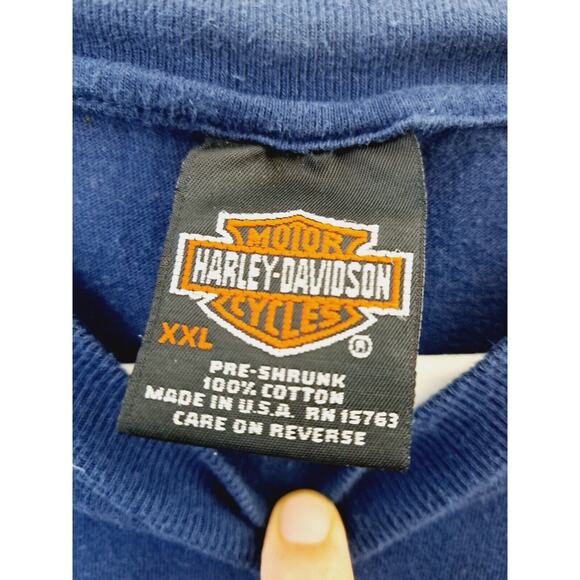 MOTOR
HARLEY-DAVIDSON
CYCLES
XXL
®
PRE-SHRUNK
100% COTTON
MADE IN U.S.A. RN 15763
CARE ON REVERSE